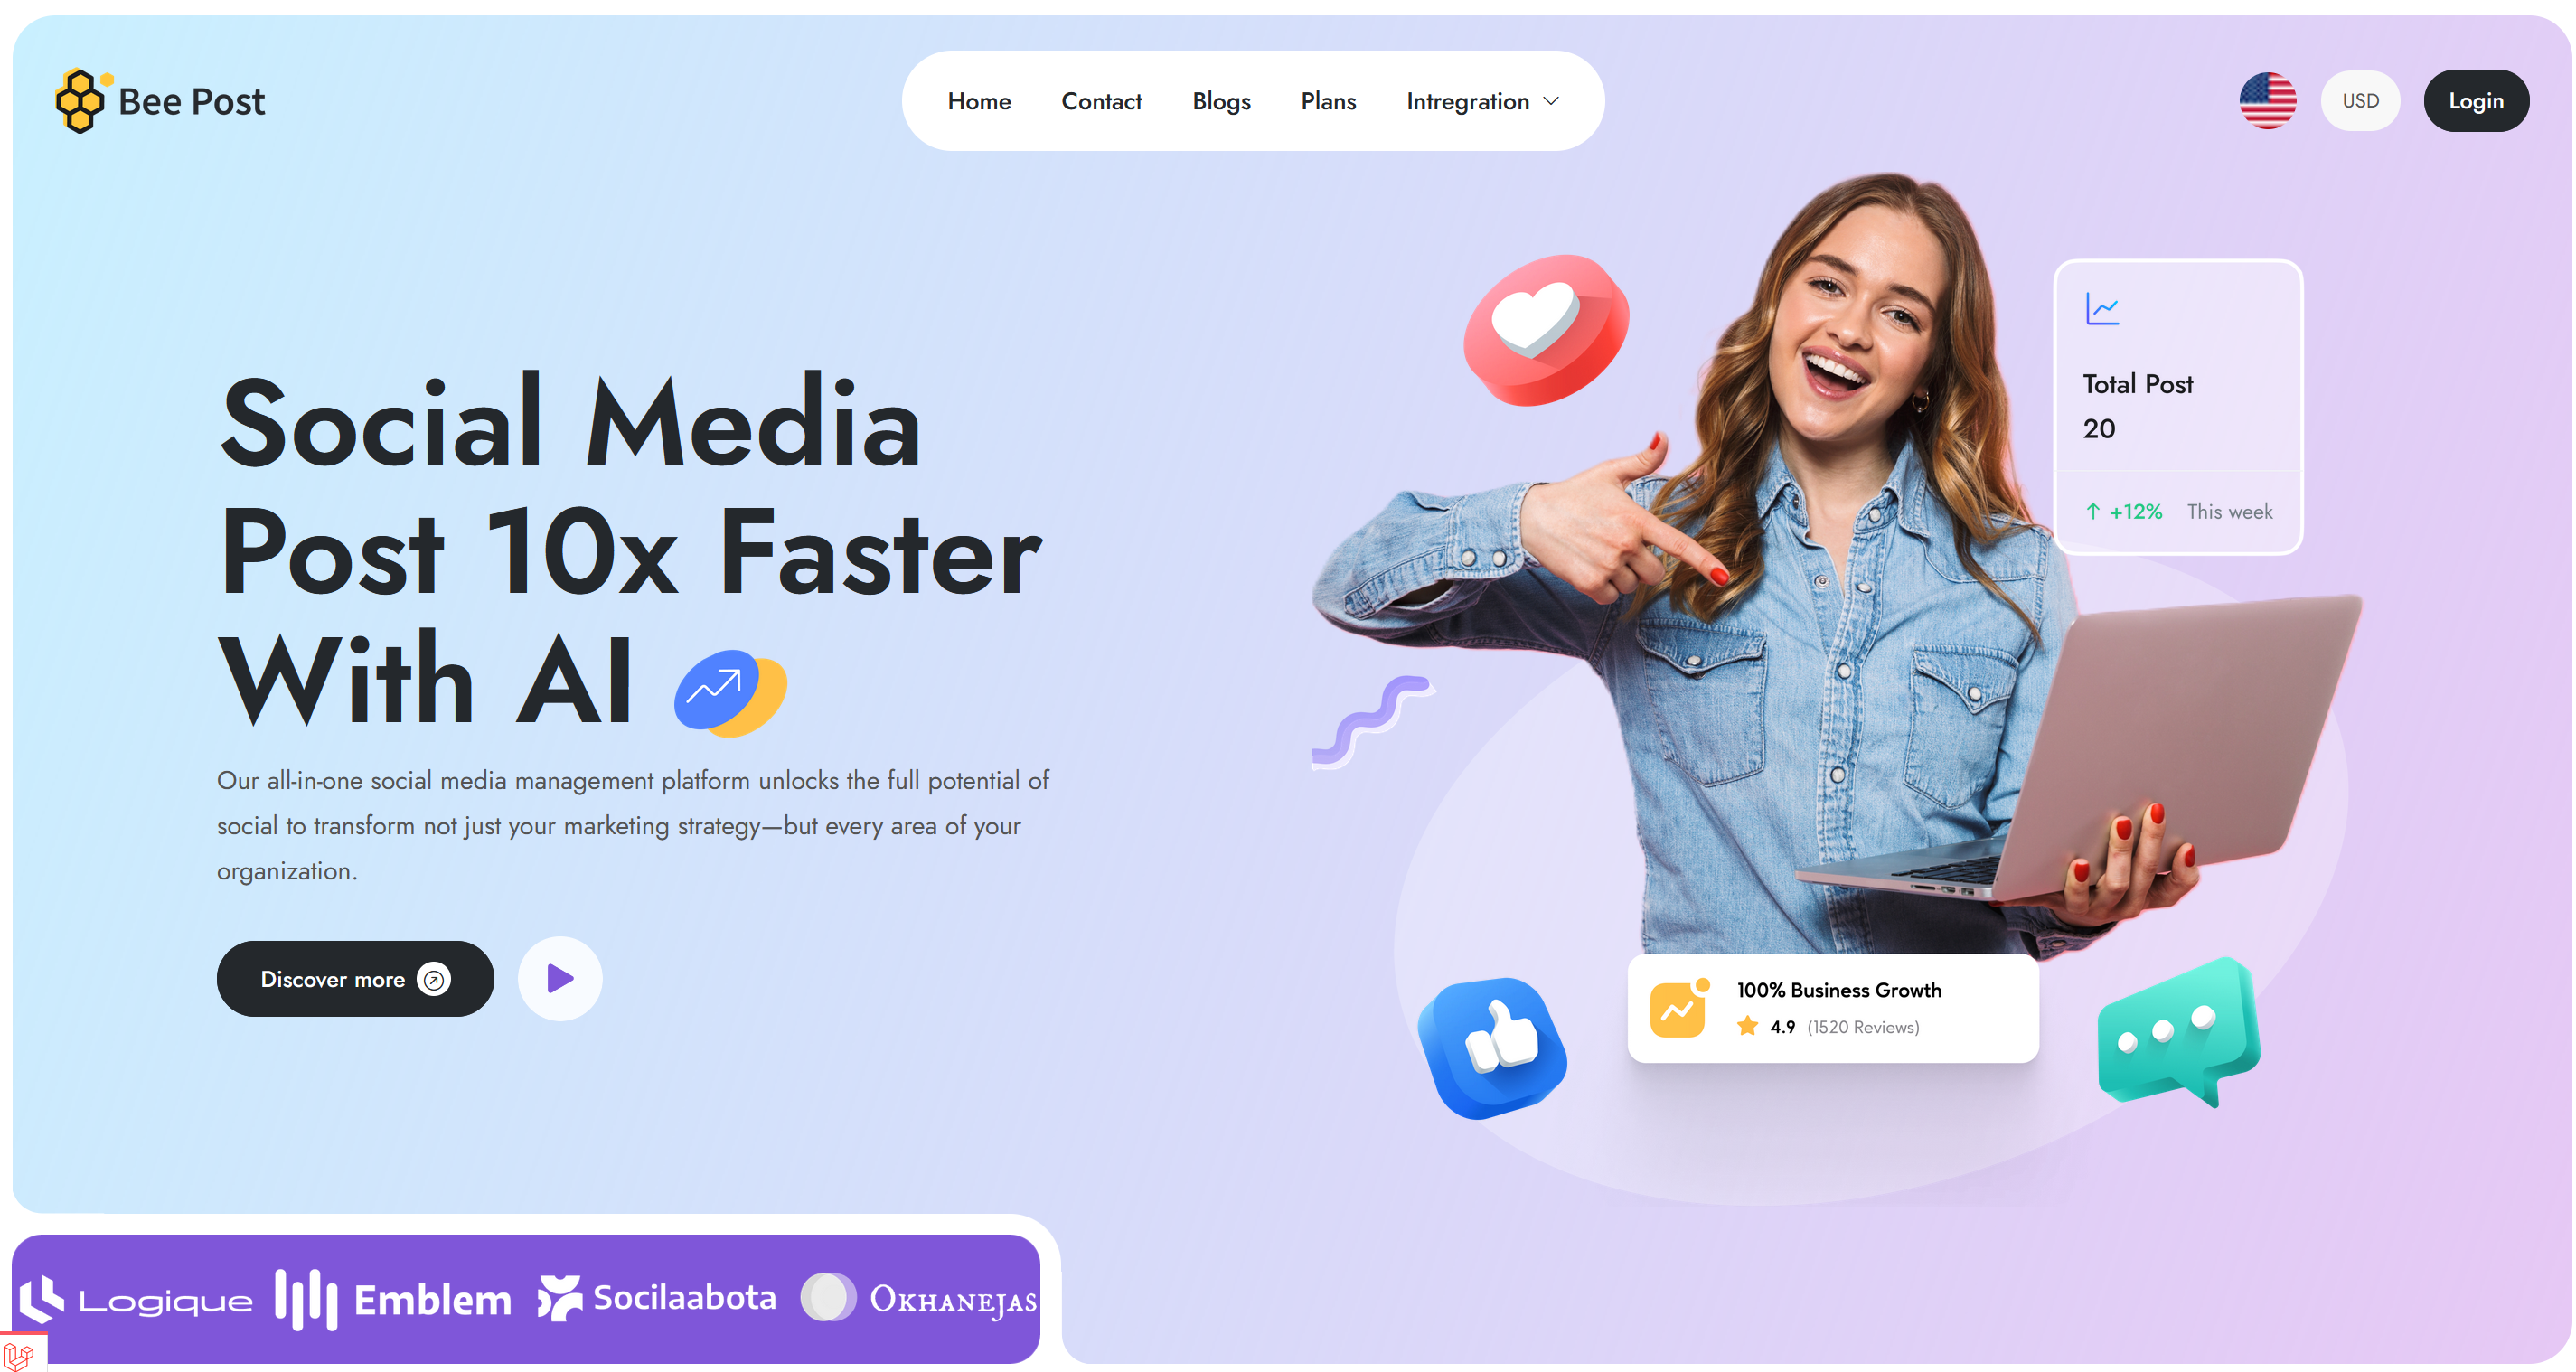 Bee Post
Home Contact Blogs Plans Intregration
USD
Login
Social Media
Post 10x Faster
With AI
Our all-in-one social media management platform unlocks the full potential of
social to transform not just your marketing strategy—but every area of your
organization.
Discover more
Total Post
20
+12% This week
100% Business Growth
4.9 (1520 Reviews)
Logique
Emblem
Socilaabota
OKHANEJAS